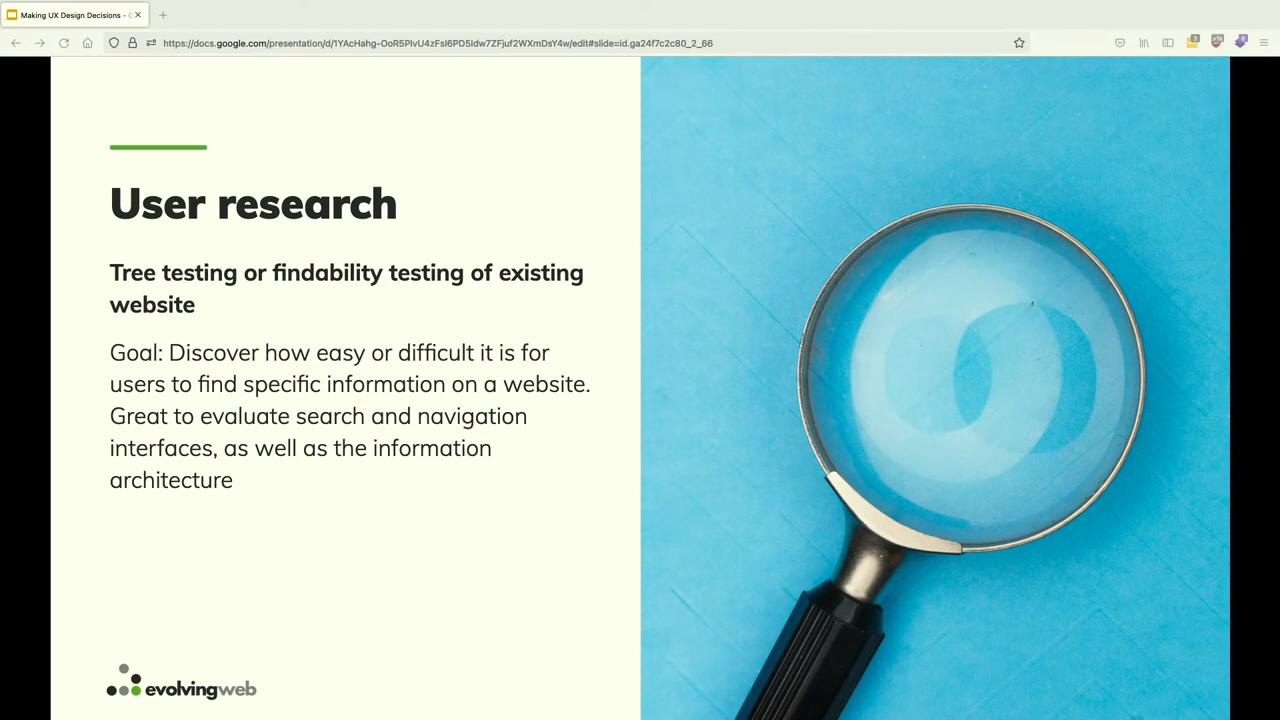 Making UX Design Decisions - C
https://docs.google.com/presentation/d/1YAcHahg-OoR5PIvU4zFsI6PD5Idw7ZFjuf2WXmDsY4w/edit#slide=id.ga24f7c2c80_2_66
User research
Tree testing or findability testing of existing
website
Goal: Discover how easy or difficult it is for
users to find specific information on a website.
Great to evaluate search and navigation
interfaces, as well as the information
architecture
evolvingweb